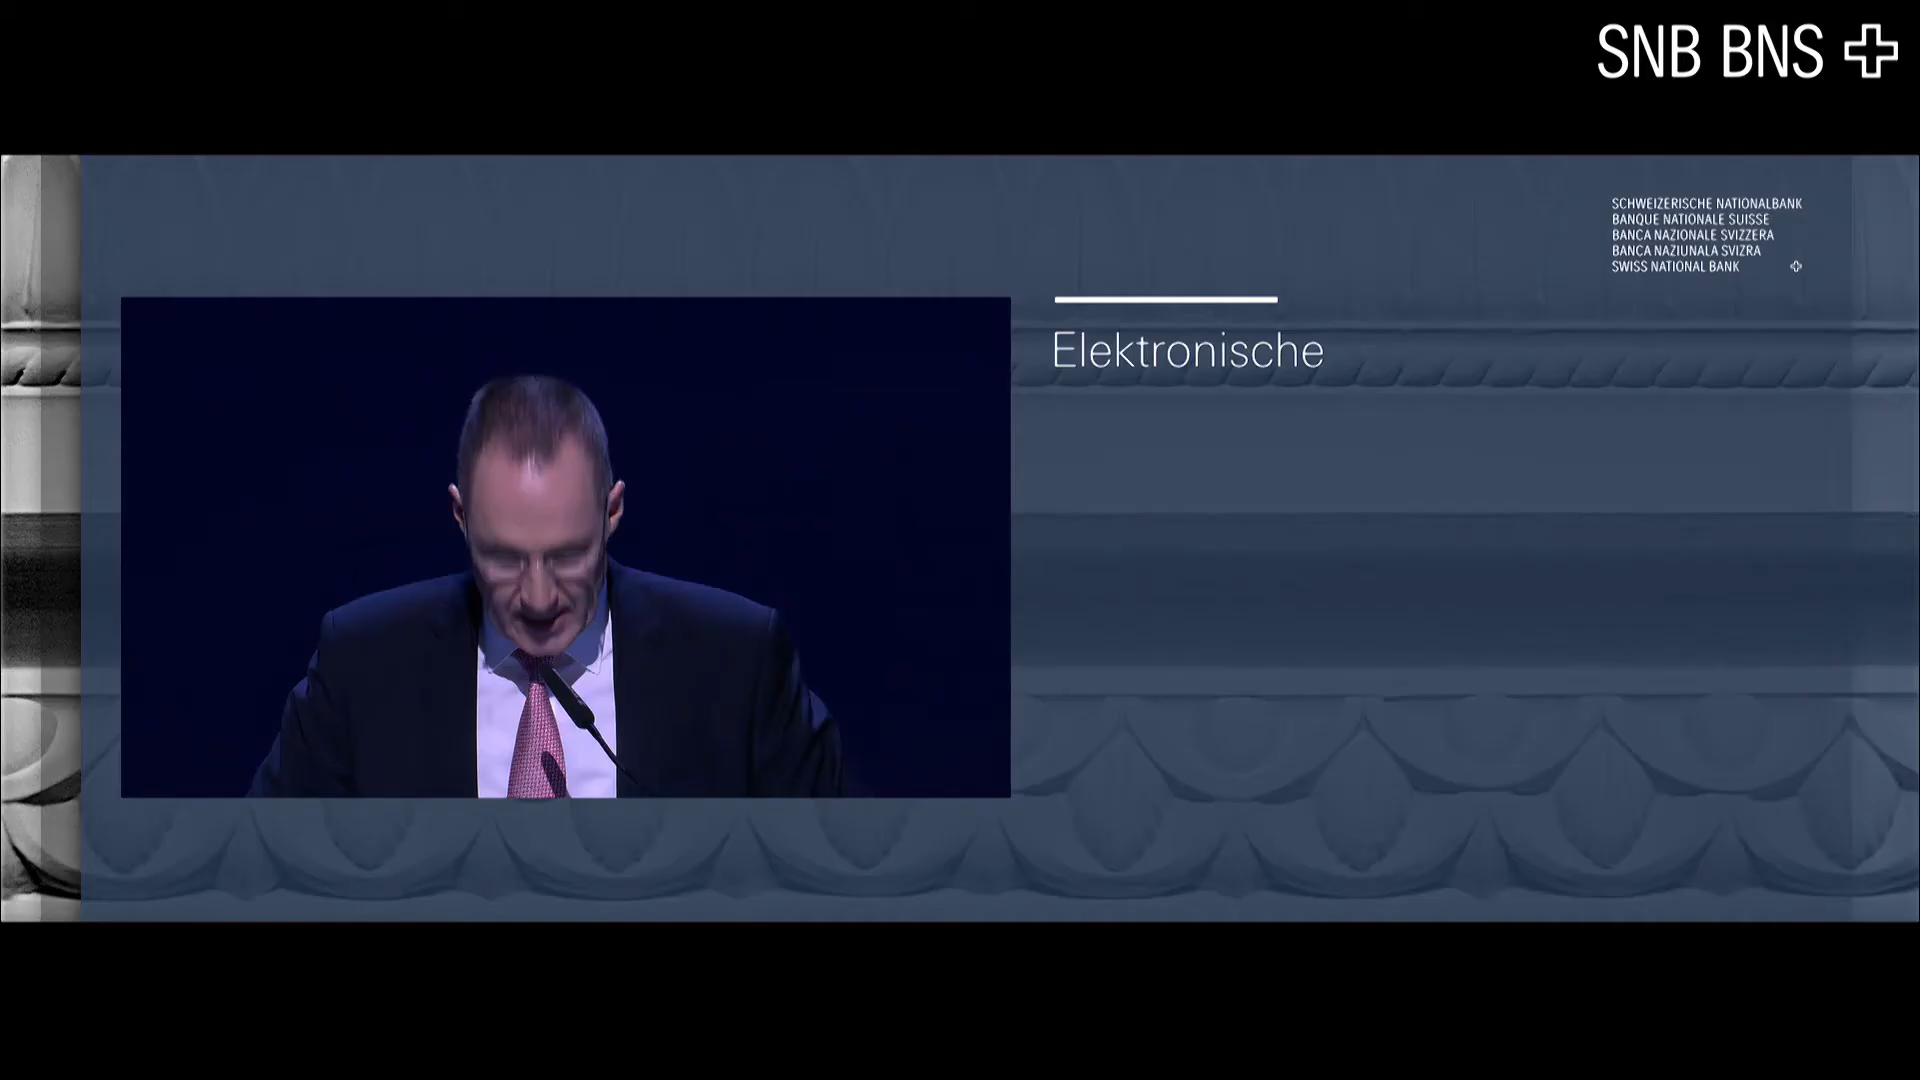 SNB BNS
SCHWEIZERISCHE NATIONALBANK
BANQUE NATIONALE SUISSE
BANCA NAZIONALE SVIZZERA
BANCA NAZIUNALA SVIZRA
SWISS NATIONAL BANK
Elektronische